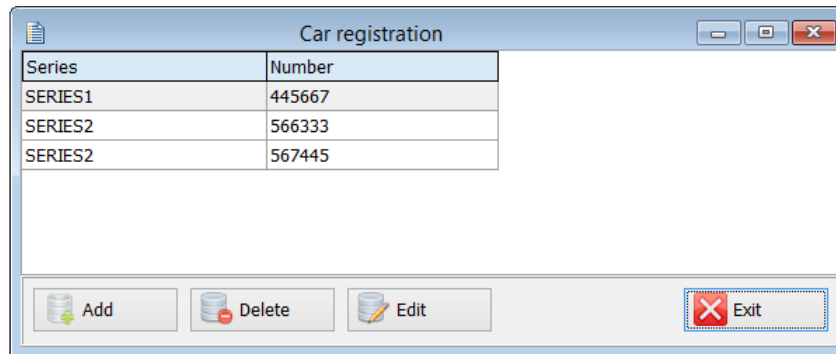 Car registration
Series Number
SERIES1 445667
SERIES2 566333
SERIES2 567445
Add Delete Edit Exit